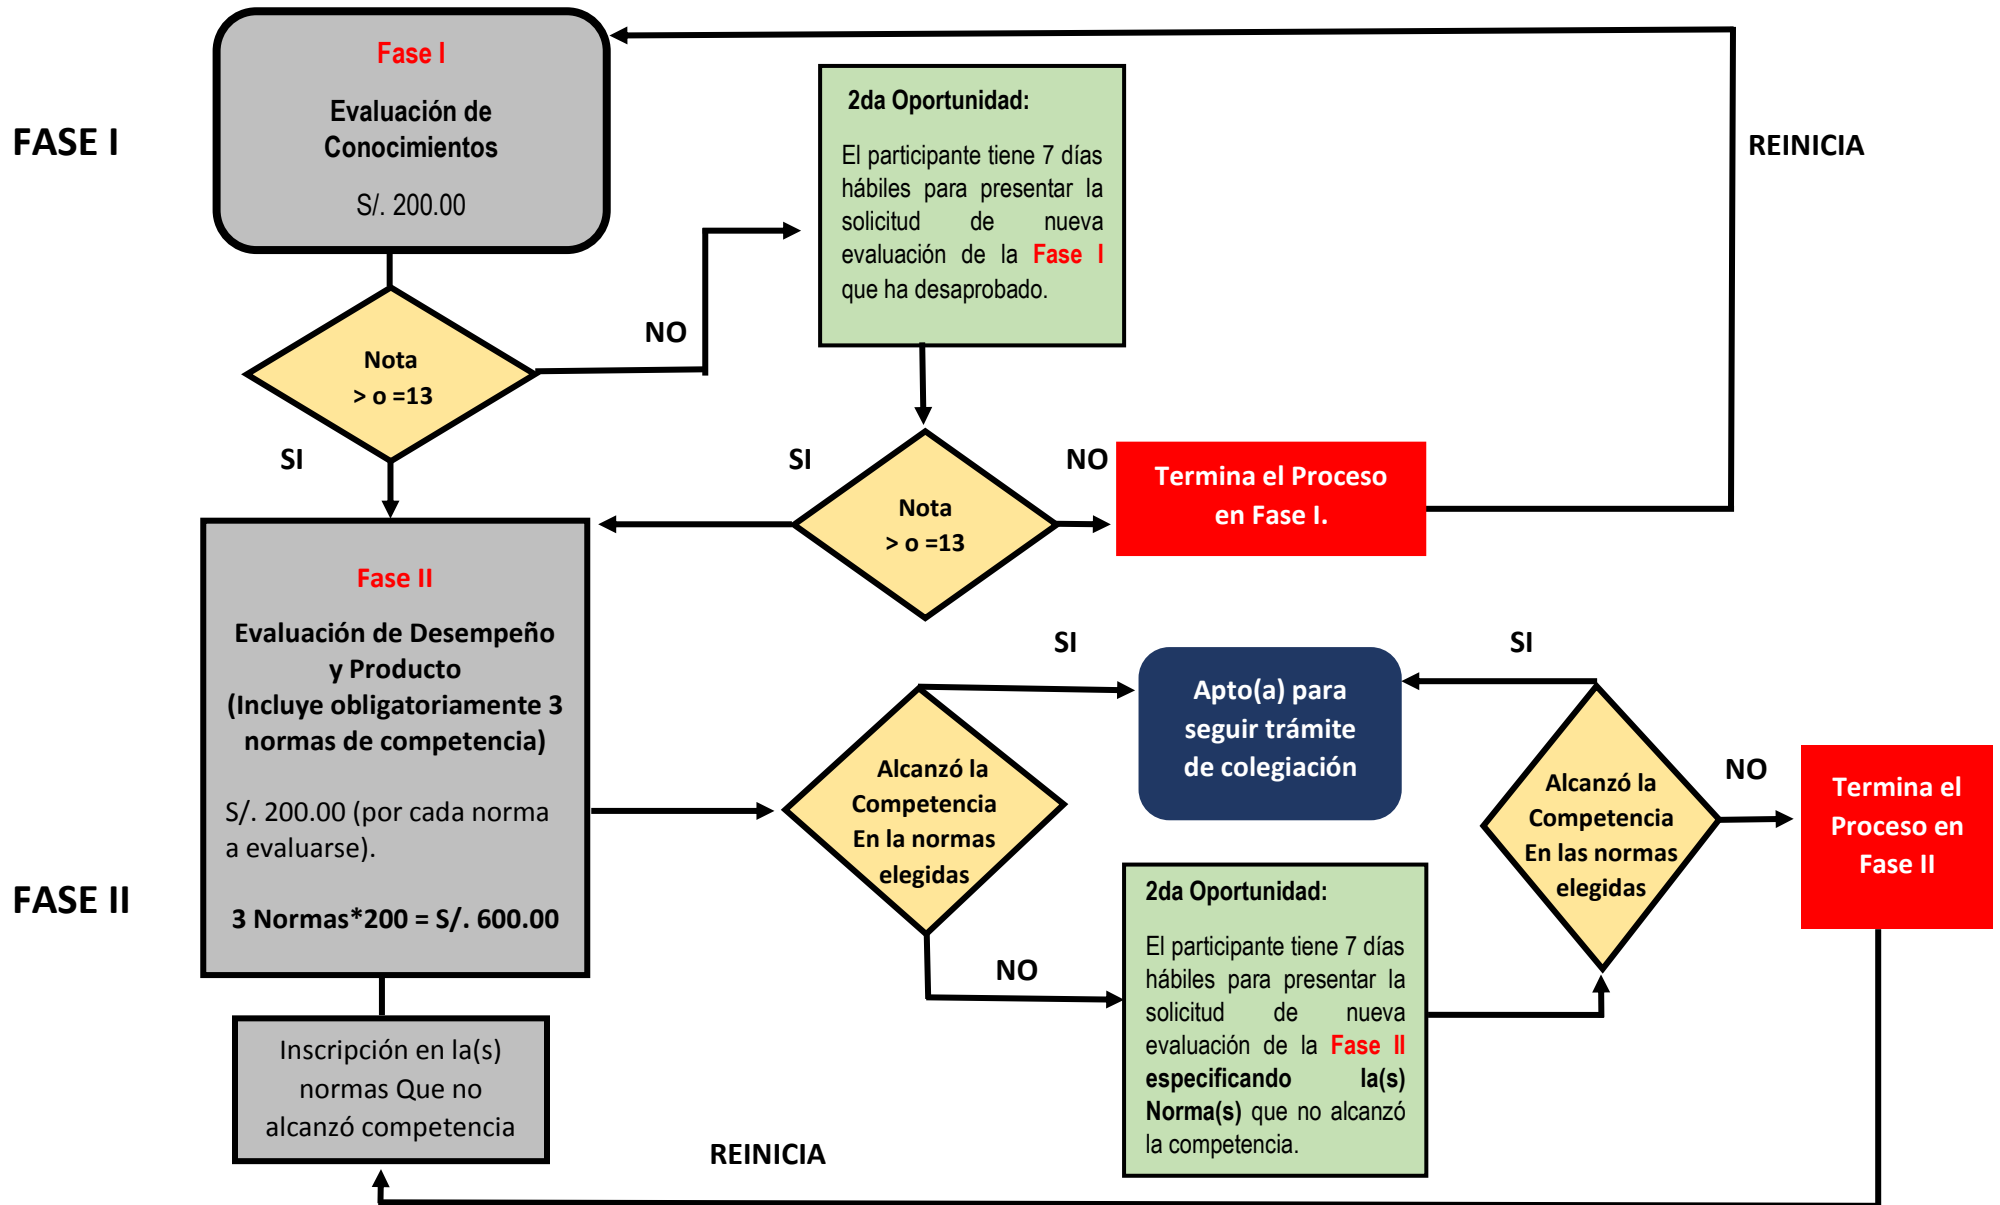 FASE I
Fase I
Evaluación de
Conocimientos
S/. 200.00
2da Oportunidad:
El participante tiene 7 días
hábiles para presentar la
solicitud de nueva
evaluación de la Fase I
que ha desaprobado.
REINICIA
NO
Nota
> o =13
SI
SI
NO
Nota
> o =13
Termina el Proceso
en Fase I.
FASE II
Fase II
Evaluación de Desempeño
y Producto
(Incluye obligatoriamente 3
normas de competencia)
S/. 200.00 (por cada norma
a evaluarse).
3 Normas*200 = S/. 600.00
Inscripción en la(s)
normas Que no
alcanzó competencia
Alcanzó la
Competencia
En la normas
elegidas
SI
NO
Apto(a) para
seguir trámite
de colegiación
2da Oportunidad:
El participante tiene 7 días
hábiles para presentar la
solicitud de nueva
evaluación de la Fase II
especificando la(s)
Norma(s) que no alcanzó
la competencia.
SI
Alcanzó la
Competencia
En las normas
elegidas
NO
Termina el
Proceso en
Fase II
REINICIA